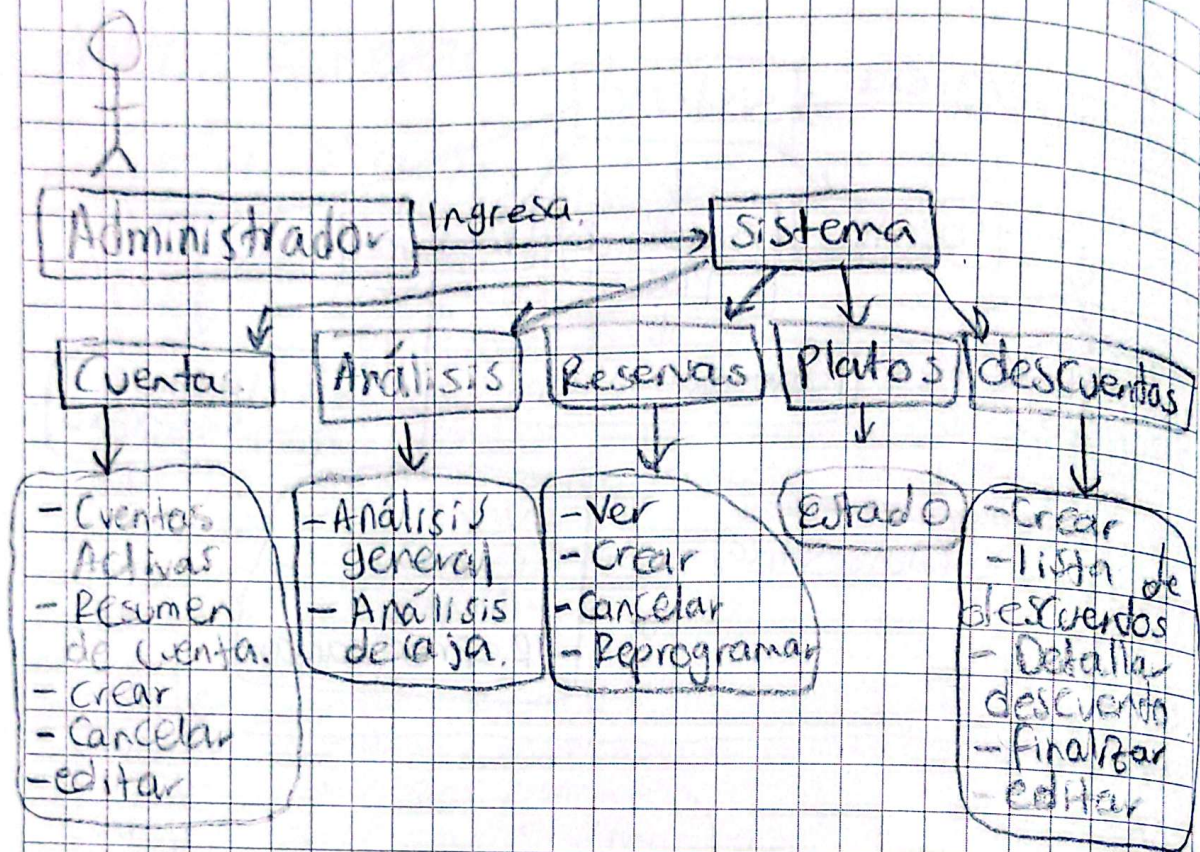 Administrador
Ingresa.
Sistema
Cuenta
Análisis
Reservas
Platos
descuentos
- Cuentas
Activas
- Resumen
de cuenta.
- Crear
- Cancelar
- editar
- Análisis
general
- Análisis
de caja.
- Ver
- Crear
- Cancelar
- Reprogramar
Estado
- Crear
- lista de
descuentos
- Detallar
descuento
- Finalizar
- editar